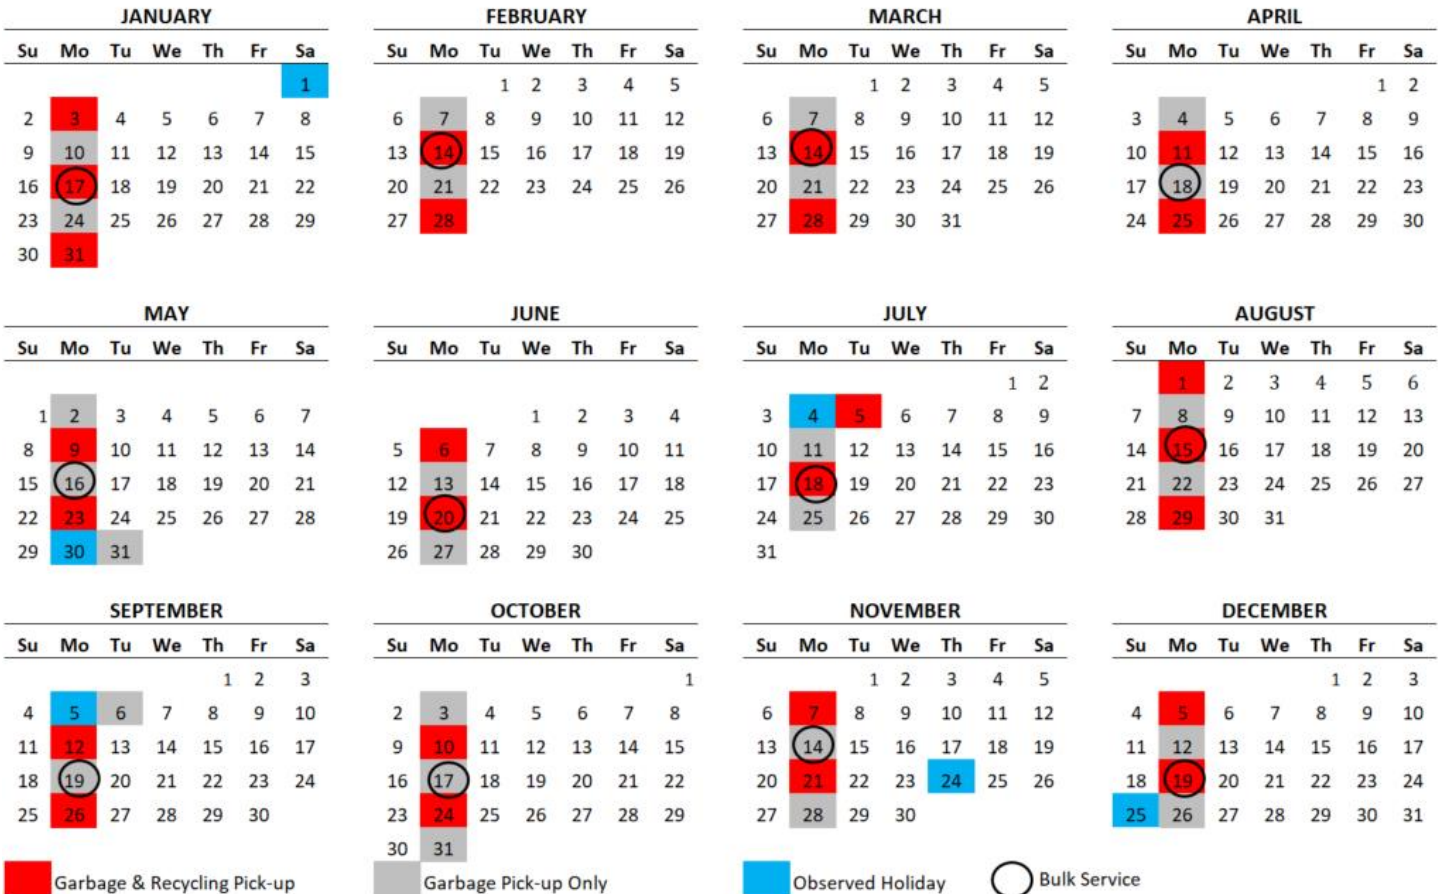 JANUARY FEBRUARY MARCH APRIL
Su Mo Tu We Th Fr Sa Su Mo Tu We Th Fr Sa Su Mo Tu We Th Fr Sa Su Mo Tu We Th Fr Sa
1 1 2 3 4 5 1 2 3 4 5 1 2
2 3 4 5 6 7 8 6 7 8 9 10 11 12 6 7 8 9 10 11 12 3 4 5 6 7 8 9
9 10 11 12 13 14 15 13 14 15 16 17 18 19 13 14 15 16 17 18 19 10 11 12 13 14 15 16
16 17 18 19 20 21 22 20 21 22 23 24 25 26 20 21 22 23 24 25 26 17 18 19 20 21 22 23
23 24 25 26 27 28 29 27 28 27 28 29 30 31 24 25 26 27 28 29 30
30 31
MAY JUNE JULY AUGUST
Su Mo Tu We Th Fr Sa Su Mo Tu We Th Fr Sa Su Mo Tu We Th Fr Sa Su Mo Tu We Th Fr Sa
1 2 1 2 3 4 5 6
1 2 3 4 5 6 7 1 2 3 4 3 4 5 6 7 8 9 7 8 9 10 11 12 13
8 9 10 11 12 13 14 5 6 7 8 9 10 11 10 11 12 13 14 15 16 14 15 16 17 18 19 20
15 16 17 18 19 20 21 12 13 14 15 16 17 18 17 18 19 20 21 22 23 21 22 23 24 25 26 27
22 23 24 25 26 27 28 19 20 21 22 23 24 25 24 25 26 27 28 29 30 28 29 30 31
29 30 31 26 27 28 29 30 31
SEPTEMBER OCTOBER NOVEMBER DECEMBER
Su Mo Tu We Th Fr Sa Su Mo Tu We Th Fr Sa Su Mo Tu We Th Fr Sa Su Mo Tu We Th Fr Sa
1 2 3 1 1 2 3 4 5 1 2 3
4 5 6 7 8 9 10 2 3 4 5 6 7 8 6 7 8 9 10 11 12 4 5 6 7 8 9 10
11 12 13 14 15 16 17 9 10 11 12 13 14 15 13 14 15 16 17 18 19 11 12 13 14 15 16 17
18 19 20 21 22 23 24 16 17 18 19 20 21 22 20 21 22 23 24 25 26 18 19 20 21 22 23 24
25 26 27 28 29 30 23 24 25 26 27 28 29 27 28 29 30 25 26 27 28 29 30 31
30 31
Garbage & Recycling Pick-up Garbage Pick-up Only Observed Holiday Bulk Service